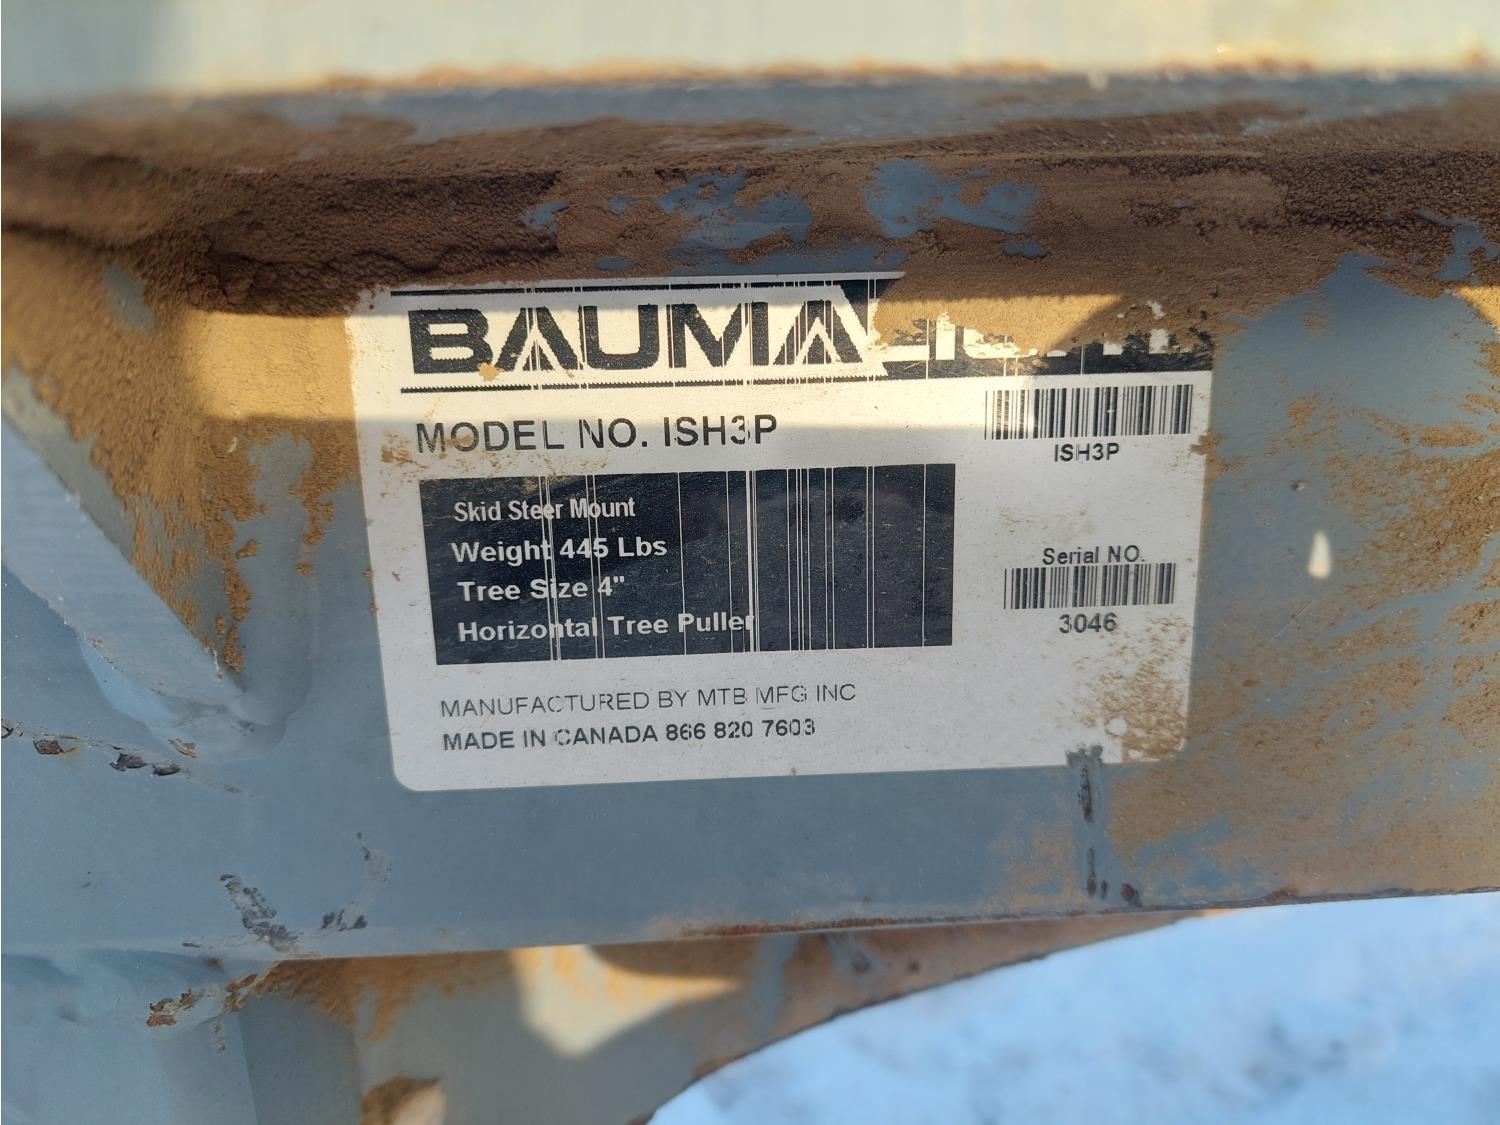 BAUMALIGHT
MODEL NO. ISH3P
ISH3P
Skid Steer Mount
Weight 445 Lbs
Tree Size 4"
Horizontal Tree Puller
Serial NO.
3046
MANUFACTURED BY MTB MFG INC
MADE IN CANADA 866 820 7603